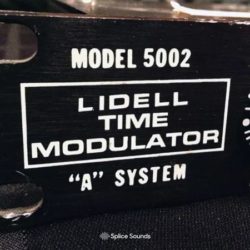 MODEL 5002
LIDELL
TIME
MODULATOR
"A" SYSTEM
Splice Sounds